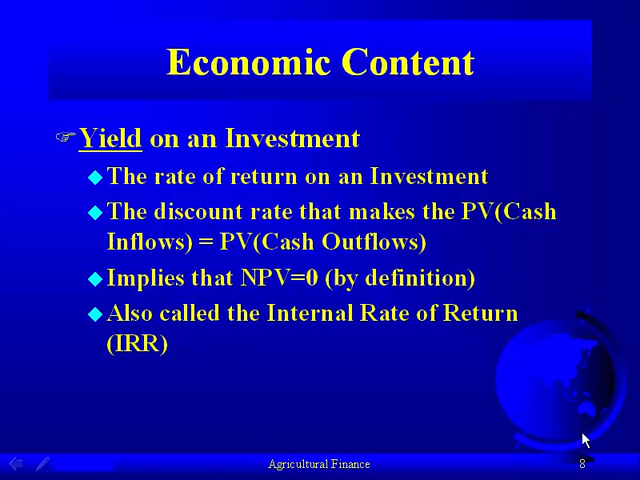 Economic Content
Yield on an Investment
The rate of return on an Investment
The discount rate that makes the PV(Cash
Inflows) = PV(Cash Outflows)
Implies that NPV=0 (by definition)
Also called the Internal Rate of Return
(IRR)
Agricultural Finance
8